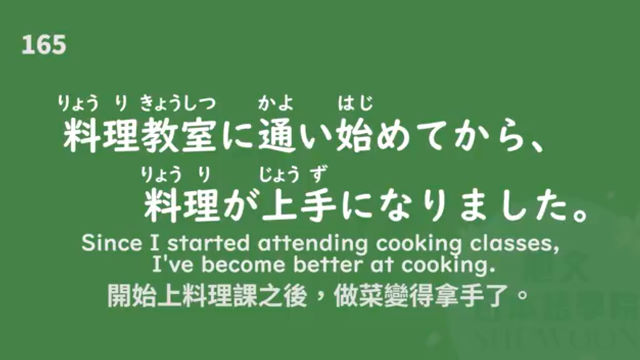 165
りょう り きょうしつ かよ はじ
料理教室に通い始めてから、
りょう り じょう ず
料理が上手になりました。
Since I started attending cooking classes,
I've become better at cooking.
開始上料理課之後，做菜變得拿手了。